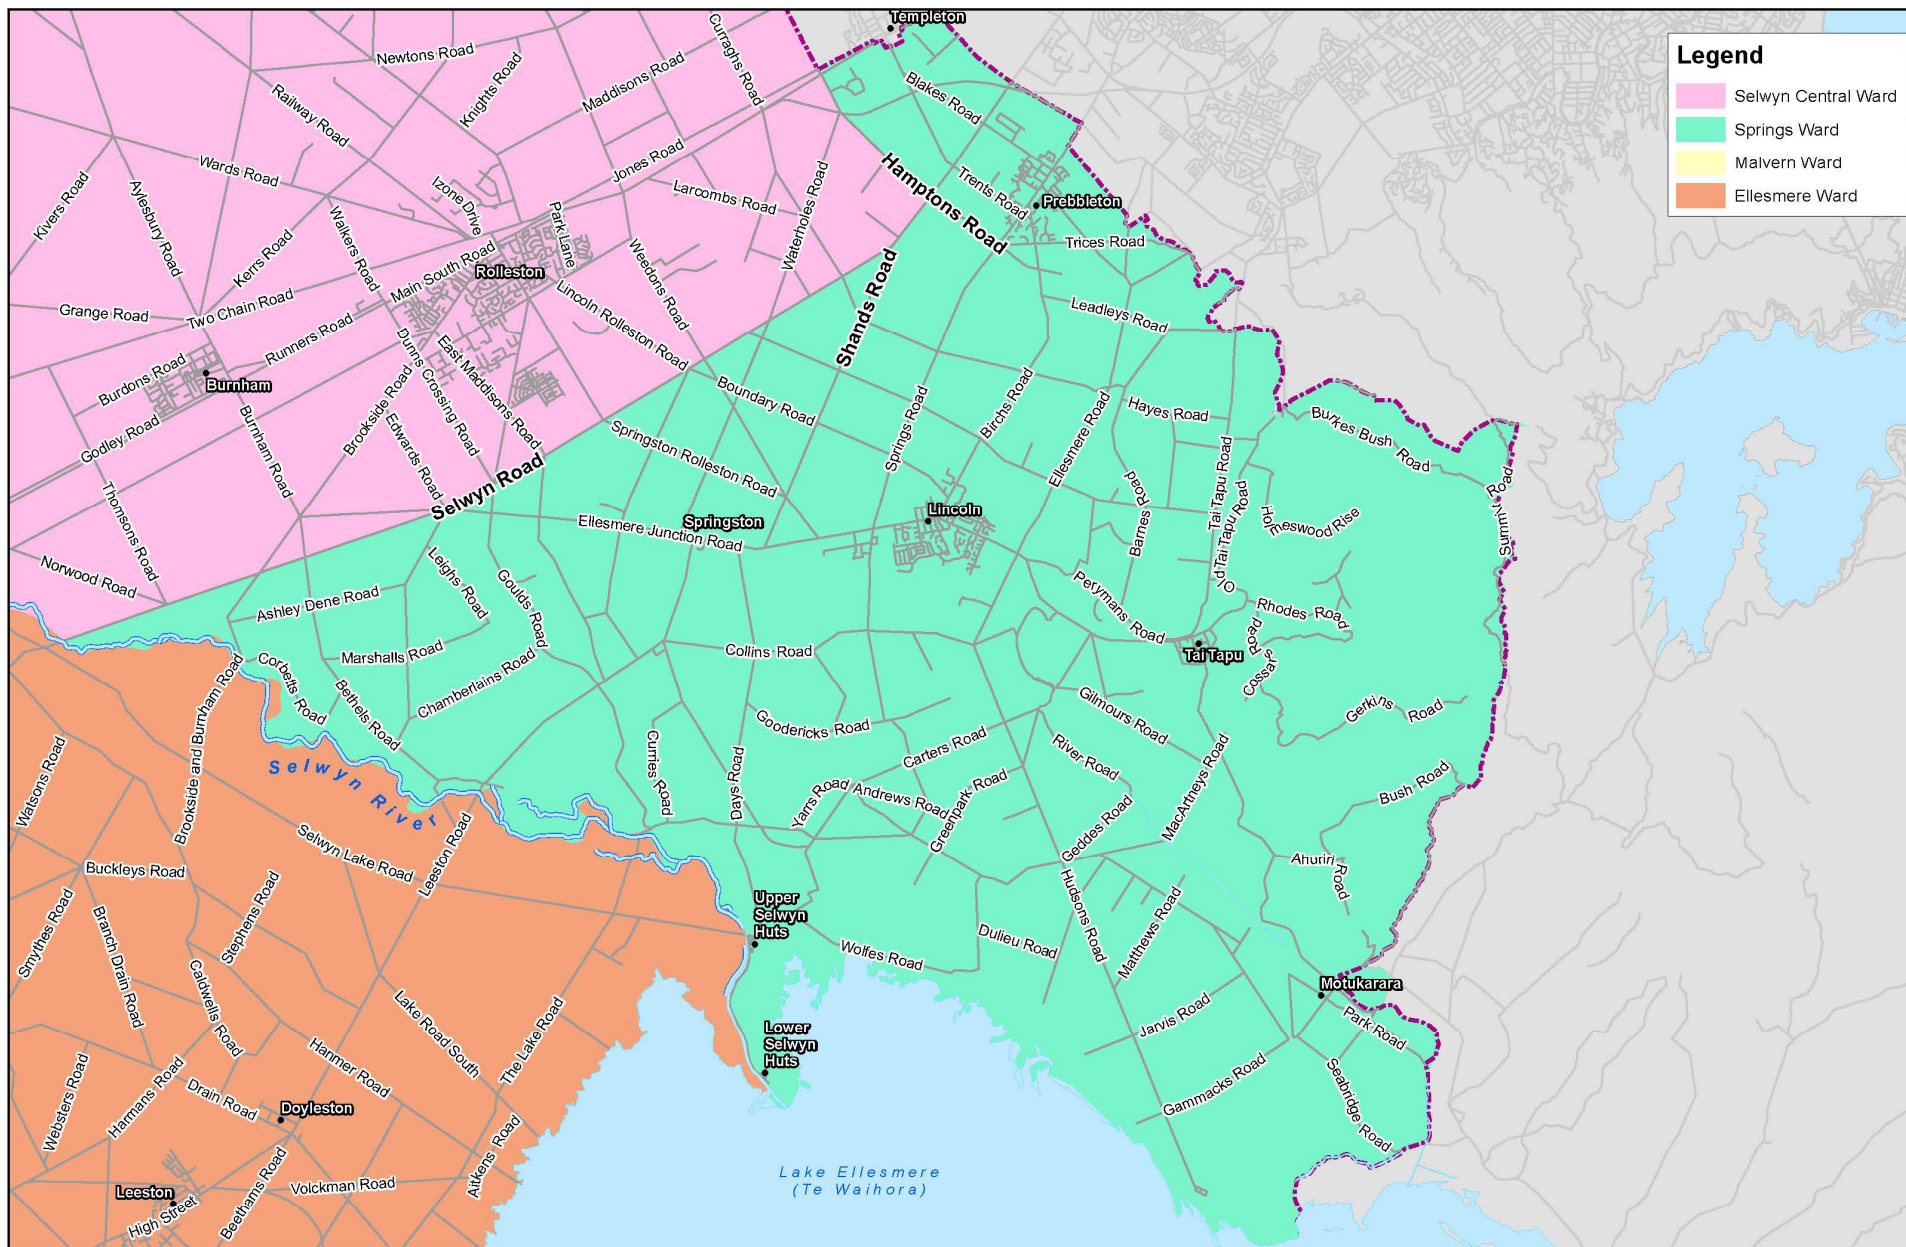 Templeton
Legend
Selwyn Central Ward
Springs Ward
Malvern Ward
Ellesmere Ward
Newtons Road
Knights Road
Maddisons Road
Curraghs Road
Railway Road
Blakes Road
Wards Road
Jones Road
Izone Drive
Larcombs Road
Hamptons Road
Trents Road
Prebbleton
Kivers Road
Aylesbury Road
Kerrs Road
Walkers Road
Park Lane
Weedons Road
Waterholes Road
Trices Road
Main South Road
Rolleston
Grange Road
Two Chain Road
Runners Road
Lincoln Rolleston Road
Shands Road
Leadleys Road
Burdons Road
Burnham
Dunns Crossing Road
East Maddisons Road
Boundary Road
Springs Road
Birchs Road
Ellesmere Road
Hayes Road
Burkes Bush Road
Godley Road
Burnham Road
Brookside Road
Edwards Road
Springston Rolleston Road
Selwyn Road
Thomsons Road
Barnes Road
Tai Tapu Road
Old Tai Tapu Road
Holmeswood Rise
Summit Road
Ellesmere Junction Road
Springston
Lincoln
Norwood Road
Ashley Dene Road
Leighs Road
Goulds Road
Perymans Road
Rhodes Road
Marshalls Road
Collins Road
Tai Tapu
Cossars Road
Corbetts Road
Bethels Road
Chamberlains Road
Gerkins Road
Brookside and Burnham Road
Goodericks Road
Gilmours Road
Watsons Road
Selwyn River
Curries Road
Days Road
Carters Road
River Road
MacArtneys Road
Bush Road
Yarrs Road
Andrews Road
Greenpark Road
Geddes Road
Selwyn Lake Road
Leeston Road
Buckleys Road
Ahuriri Road
Smythes Road
Branch Drain Road
Stephens Road
Upper
Selwyn
Huts
Hudsons Road
Matthews Road
Wolfes Road
Dulieu Road
Caldwells Road
Lake Road South
The Lake Road
Motukarara
Lower
Selwyn
Huts
Jarvis Road
Park Road
Websters Road
Harmans Road
Hanmer Road
Drain Road
Doyleston
Gammacks Road
Seabridge Road
Aitkens Road
Lake Ellesmere
(Te Waihora)
Leeston
High Street
Beethams Road
Volckman Road